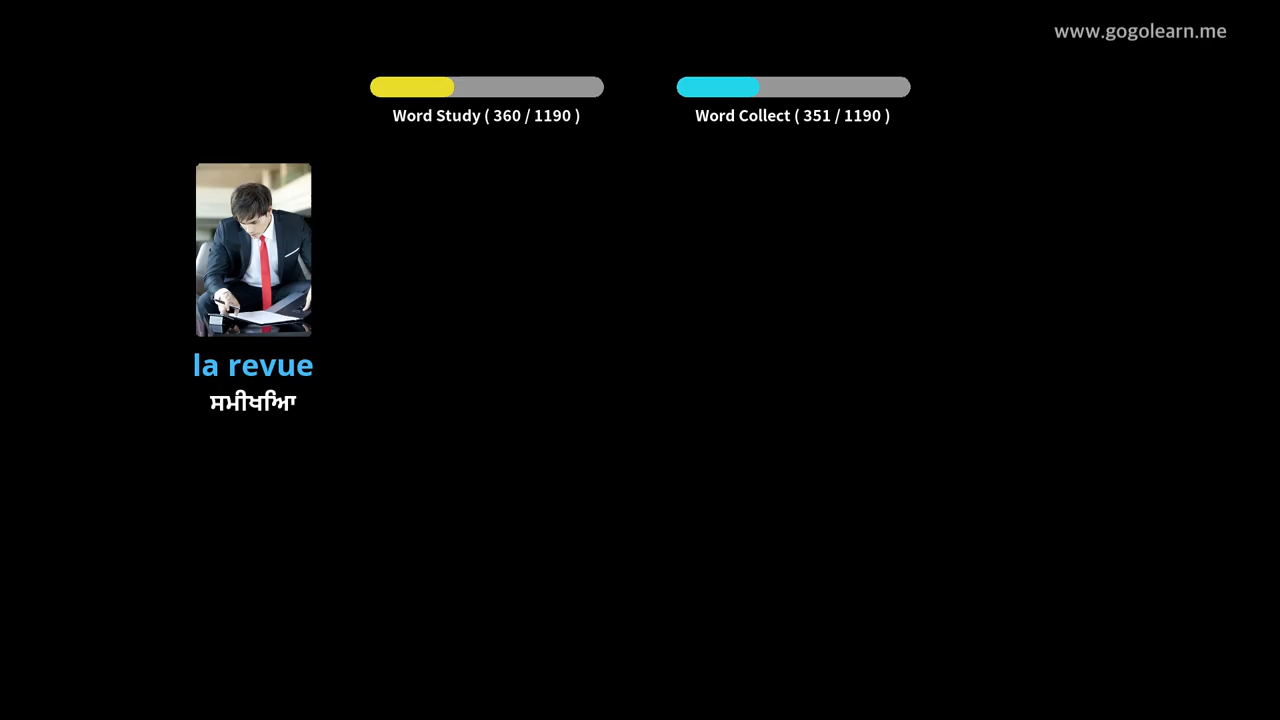 www.gogolearn.me
Word Study ( 360 / 1190 )
Word Collect ( 351 / 1190 )
la revue
ਸਮੀਖਿਆ